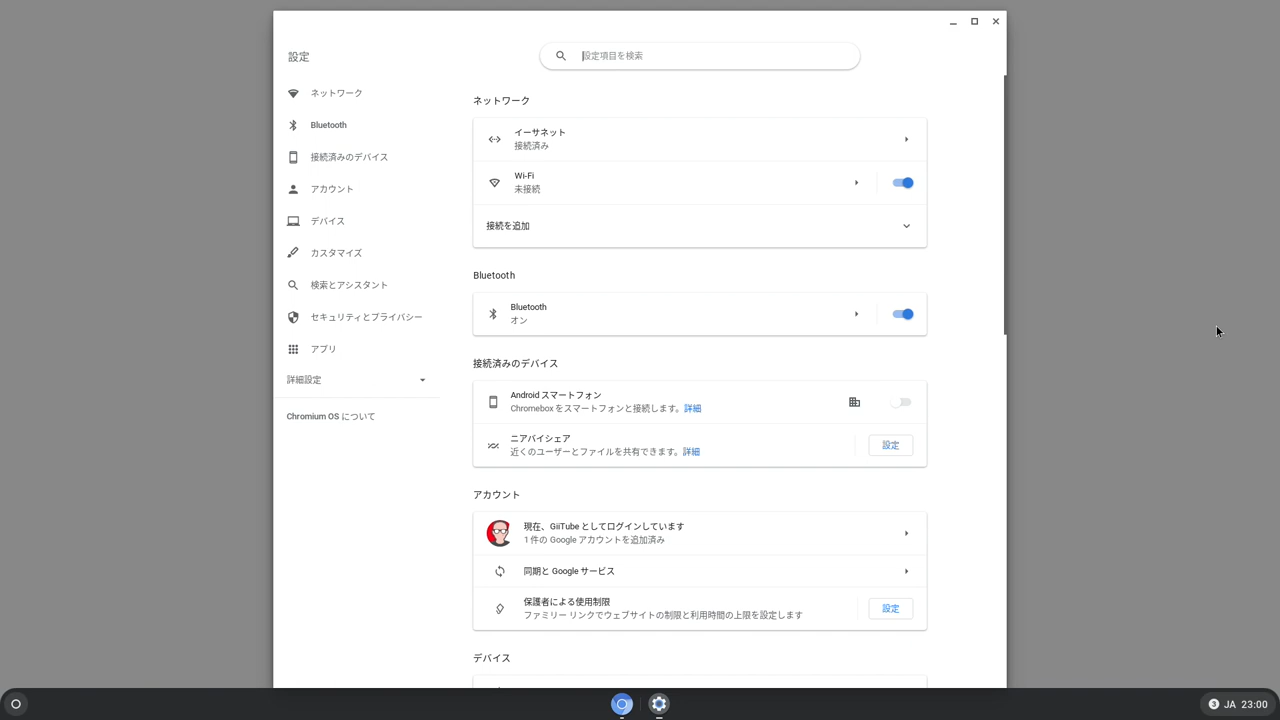 設定
設定項目を検索
ネットワーク
Bluetooth
接続済みのデバイス
アカウント
デバイス
カスタマイズ
検索とアシスタント
セキュリティとプライバシー
アプリ
詳細設定
Chromium OS について
ネットワーク
イーサネット
接続済み
Wi-Fi
未接続
接続を追加
Bluetooth
Bluetooth
オン
接続済みのデバイス
Android スマートフォン
Chromebox をスマートフォンと接続します。詳細
ニアバイシェア
近くのユーザーとファイルを共有できます。詳細
設定
アカウント
現在、GiiTube としてログインしています
1 件の Google アカウントを追加済み
同期と Google サービス
保護者による使用制限
ファミリー リンクでウェブサイトの制限と利用時間の上限を設定します
設定
デバイス
3 JA 23:00